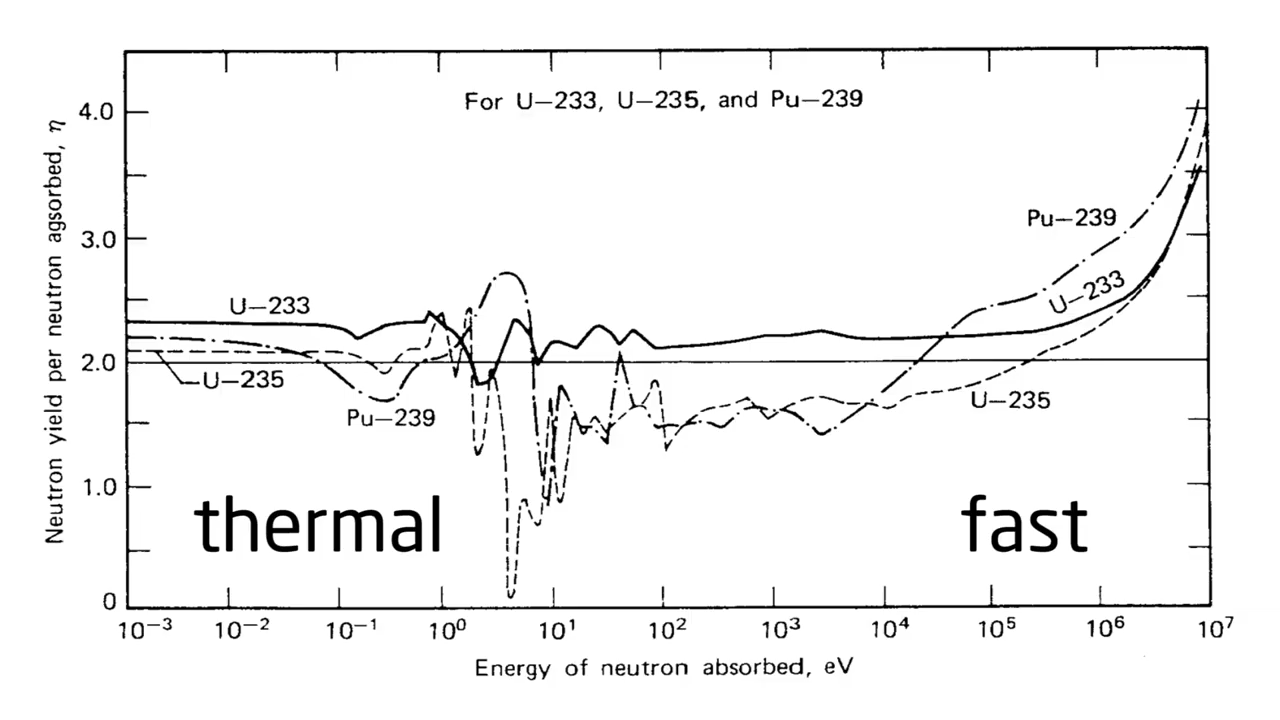 For U–233, U–235, and Pu–239
Neutron yield per neutron agsorbed, η
4.0
3.0
2.0
1.0
0
U–233
U–235
Pu–239
Pu–239
U–233
U–235
thermal
fast
10⁻³ 10⁻² 10⁻¹ 10⁰ 10¹ 10² 10³ 10⁴ 10⁵ 10⁶ 10⁷
Energy of neutron absorbed, eV